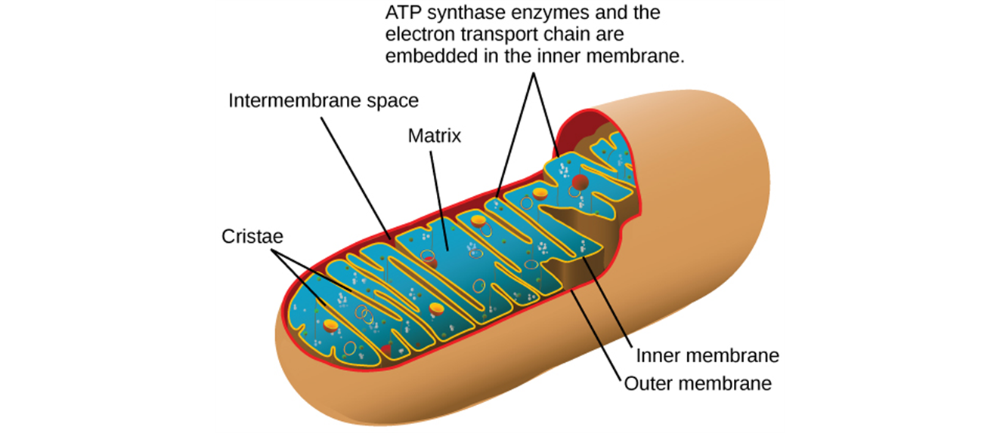 ATP synthase enzymes and the
electron transport chain are
embedded in the inner membrane.
Intermembrane space
Matrix
Cristae
Inner membrane
Outer membrane